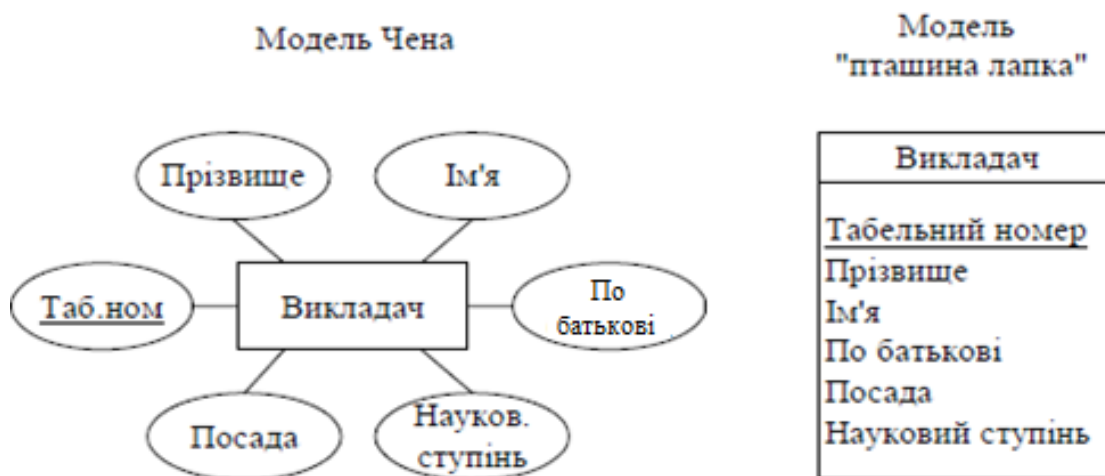 Модель Чена
Модель
"пташина лапка"
Прізвище
Ім'я
Таб.ном
Викладач
По
батькові
Посада
Науков.
ступінь
Викладач
Табельний номер
Прізвище
Ім'я
По батькові
Посада
Науковий ступінь